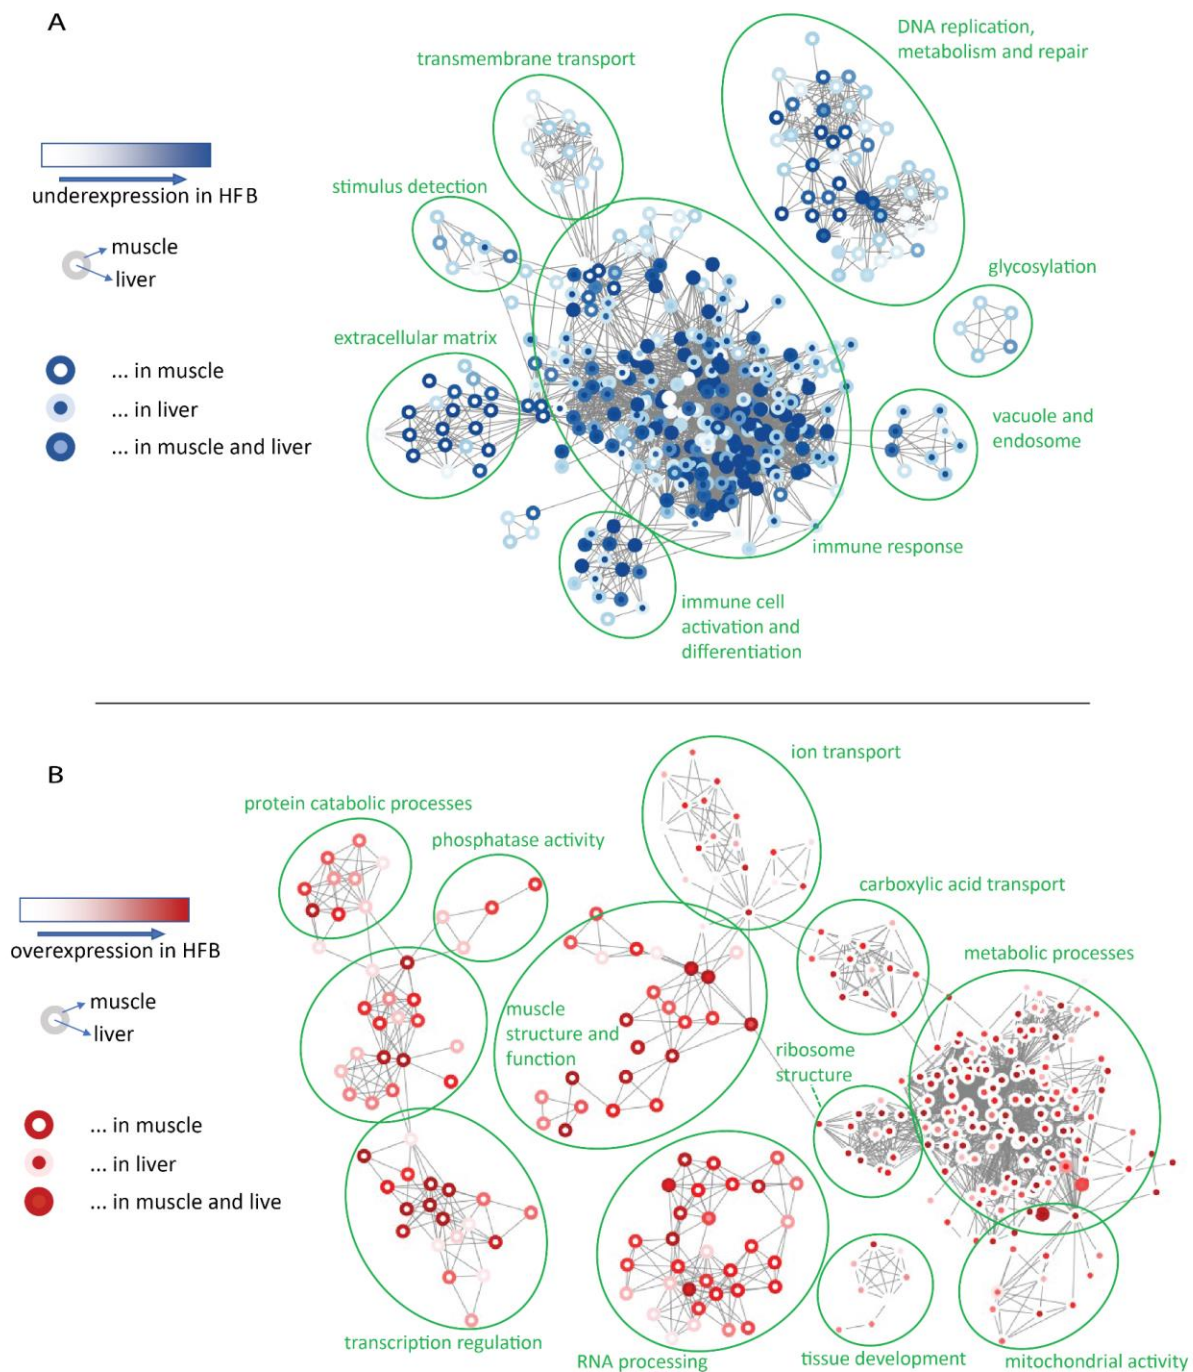 A
DNA replication,
metabolism and repair
transmembrane transport
underexpression in HFB
stimulus detection
muscle
liver
glycosylation
extracellular matrix
... in muscle
... in liver
... in muscle and liver
vacuole and
endosome
immune response
immune cell
activation and
differentiation
B
ion transport
protein catabolic processes
phosphatase activity
carboxylic acid transport
overexpression in HFB
metabolic processes
muscle
liver
muscle
structure and
function
ribosome
structure
... in muscle
... in liver
... in muscle and live
transcription regulation
RNA processing
tissue development
mitochondrial activity